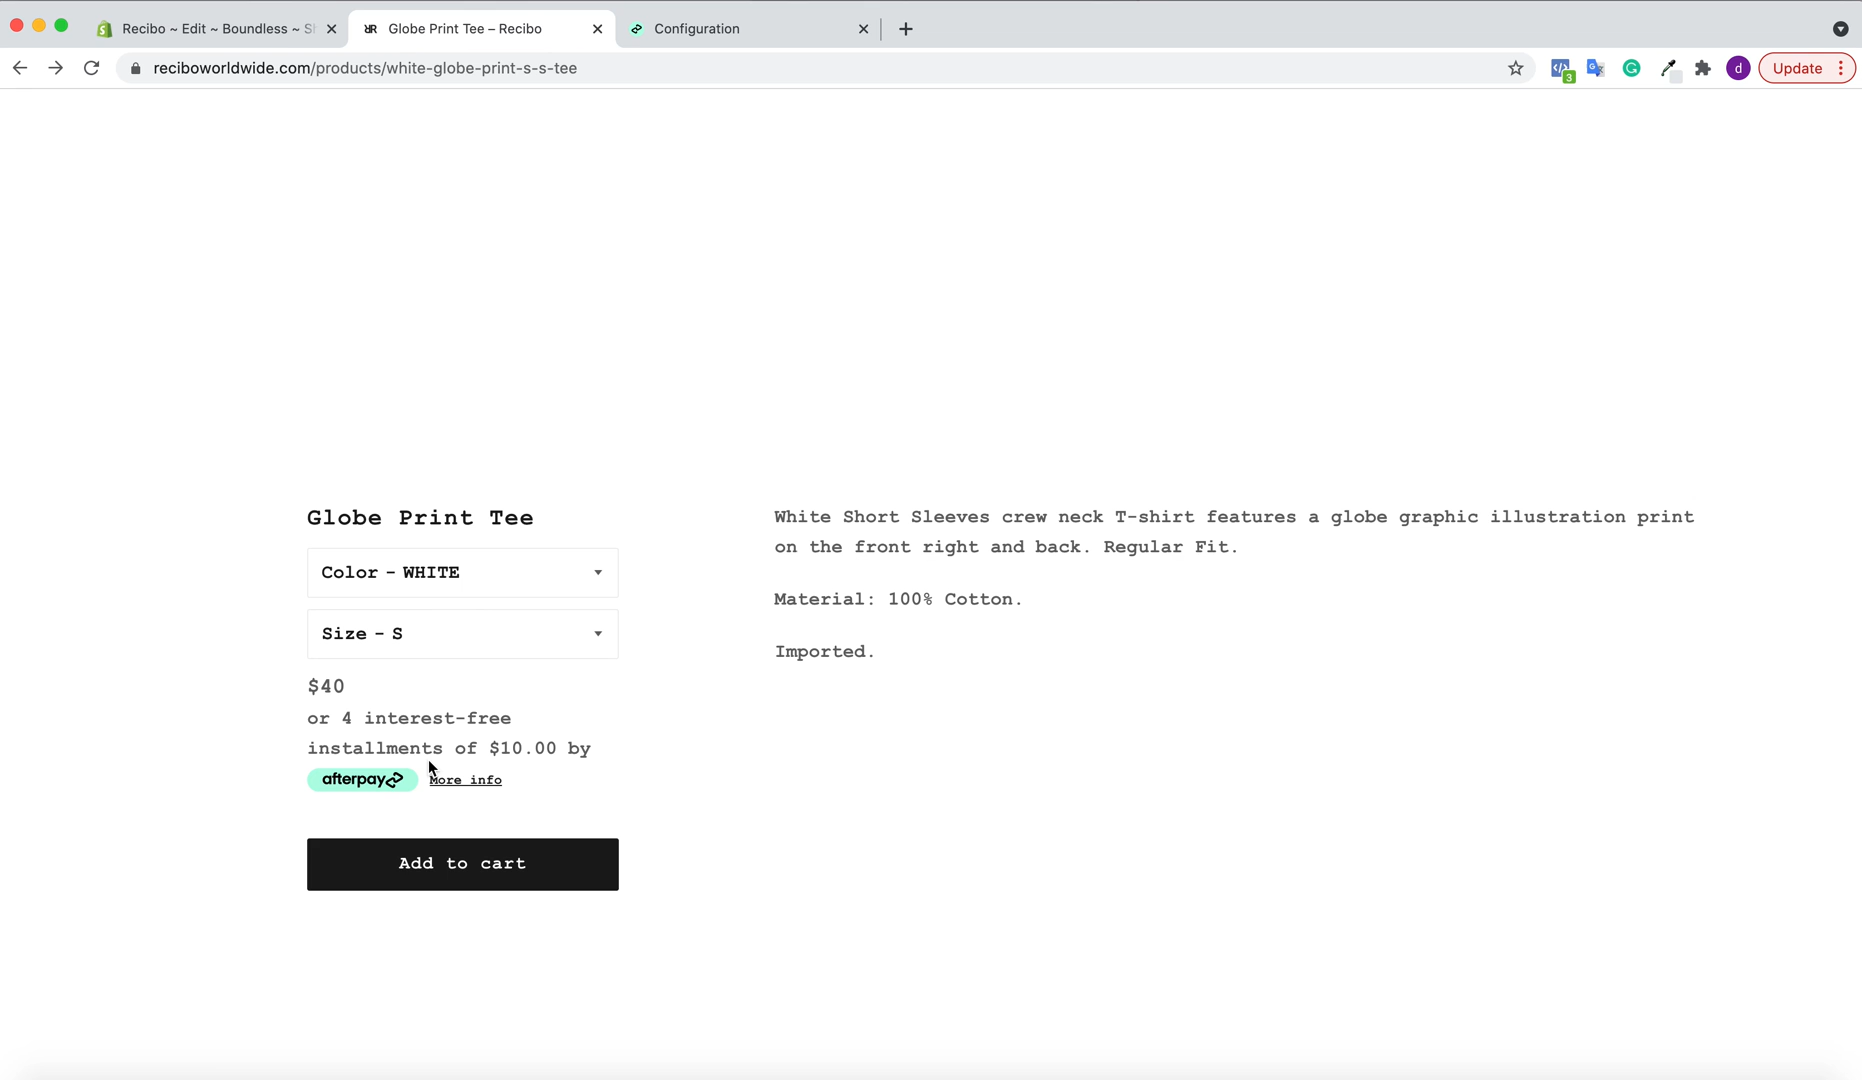 Recibo ~ Edit ~ Boundless ~ S
Globe Print Tee – Recibo
Configuration
reciboworldwide.com/products/white-globe-print-s-s-tee
3
d
Update
Globe Print Tee
Color – WHITE
Size – S
$40
or 4 interest-free
installments of $10.00 by
afterpay
More info
Add to cart
White Short Sleeves crew neck T-shirt features a globe graphic illustration print
on the front right and back. Regular Fit.
Material: 100% Cotton.
Imported.